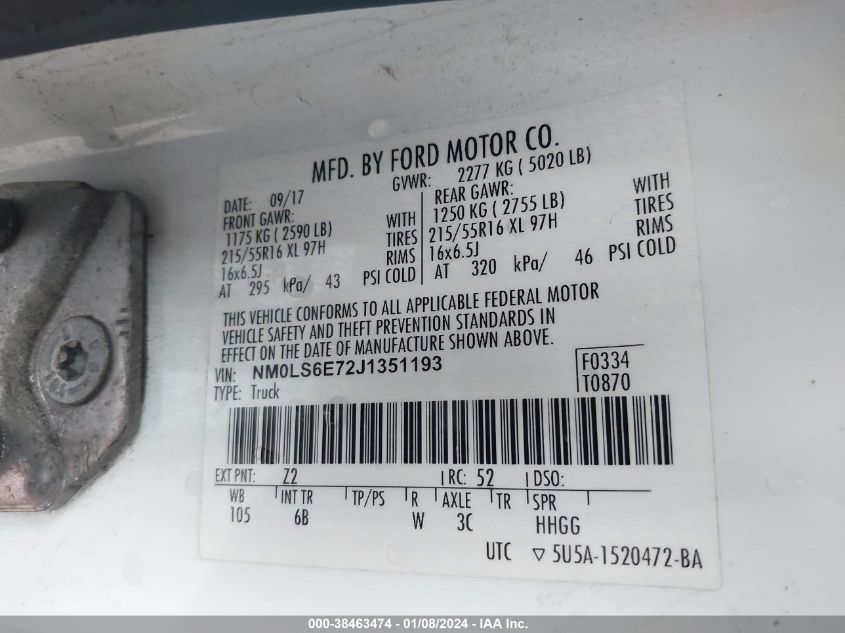 MFD. BY FORD MOTOR CO.
DATE: 09/17 GVWR: 2277 KG ( 5020 LB)
FRONT GAWR: REAR GAWR:
1175 KG ( 2590 LB) WITH 1250 KG ( 2755 LB) WITH
215/55R16 XL 97H TIRES 215/55R16 XL 97H TIRES
16x6.5J RIMS 16x6.5J RIMS
AT 295 kPa/ 43 PSI COLD AT 320 kPa/ 46 PSI COLD
THIS VEHICLE CONFORMS TO ALL APPLICABLE FEDERAL MOTOR
VEHICLE SAFETY AND THEFT PREVENTION STANDARDS IN
EFFECT ON THE DATE OF MANUFACTURE SHOWN ABOVE.
VIN: NM0LS6E72J1351193 F0334
TYPE: Truck T0870
EXT PNT: Z2 RC: 52 DSO:
WB INT TR TP/PS R AXLE TR SPR
105 6B W 3C HHGG
UTC ▽ 5U5A-1520472-BA
000-38463474 - 01/08/2024 - IAA Inc.